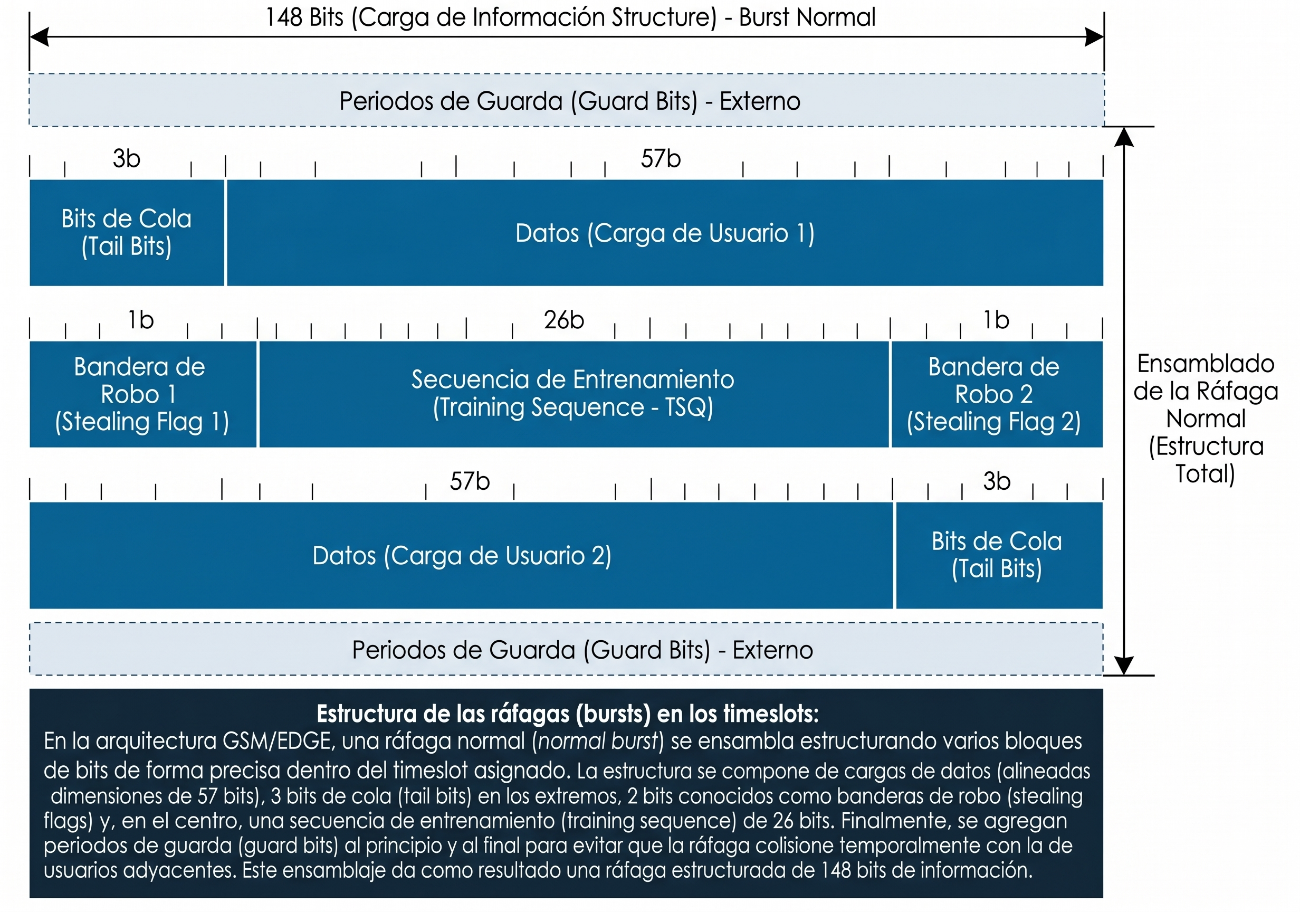 148 Bits (Carga de Información Structure) - Burst Normal
Periodos de Guarda (Guard Bits) - Externo
3b
57b
Bits de Cola
(Tail Bits)
Datos (Carga de Usuario 1)
1b
26b
1b
Bandera de
Robo 1
(Stealing Flag 1)
Secuencia de Entrenamiento
(Training Sequence - TSQ)
Bandera de
Robo 2
(Stealing Flag 2)
Ensamblado
de la Ráfaga
Normal
(Estructura
Total)
57b
3b
Datos (Carga de Usuario 2)
Bits de Cola
(Tail Bits)
Periodos de Guarda (Guard Bits) - Externo
Estructura de las ráfagas (bursts) en los timeslots:
En la arquitectura GSM/EDGE, una ráfaga normal (normal burst) se ensambla estructurando varios bloques
de bits de forma precisa dentro del timeslot asignado. La estructura se compone de cargas de datos (alineadas
dimensiones de 57 bits), 3 bits de cola (tail bits) en los extremos, 2 bits conocidos como banderas de robo (stealing
flags) y, en el centro, una secuencia de entrenamiento (training sequence) de 26 bits. Finalmente, se agregan
periodos de guarda (guard bits) al principio y al final para evitar que la ráfaga colisione temporalmente con la de
usuarios adyacentes. Este ensamblaje da como resultado una ráfaga estructurada de 148 bits de información.